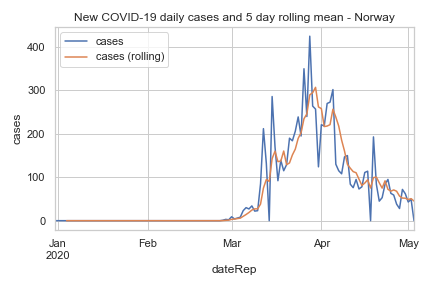 New COVID-19 daily cases and 5 day rolling mean - Norway
cases
cases (rolling)
400
300
200
100
0
cases
Jan
2020
Feb
Mar
Apr
May
dateRep